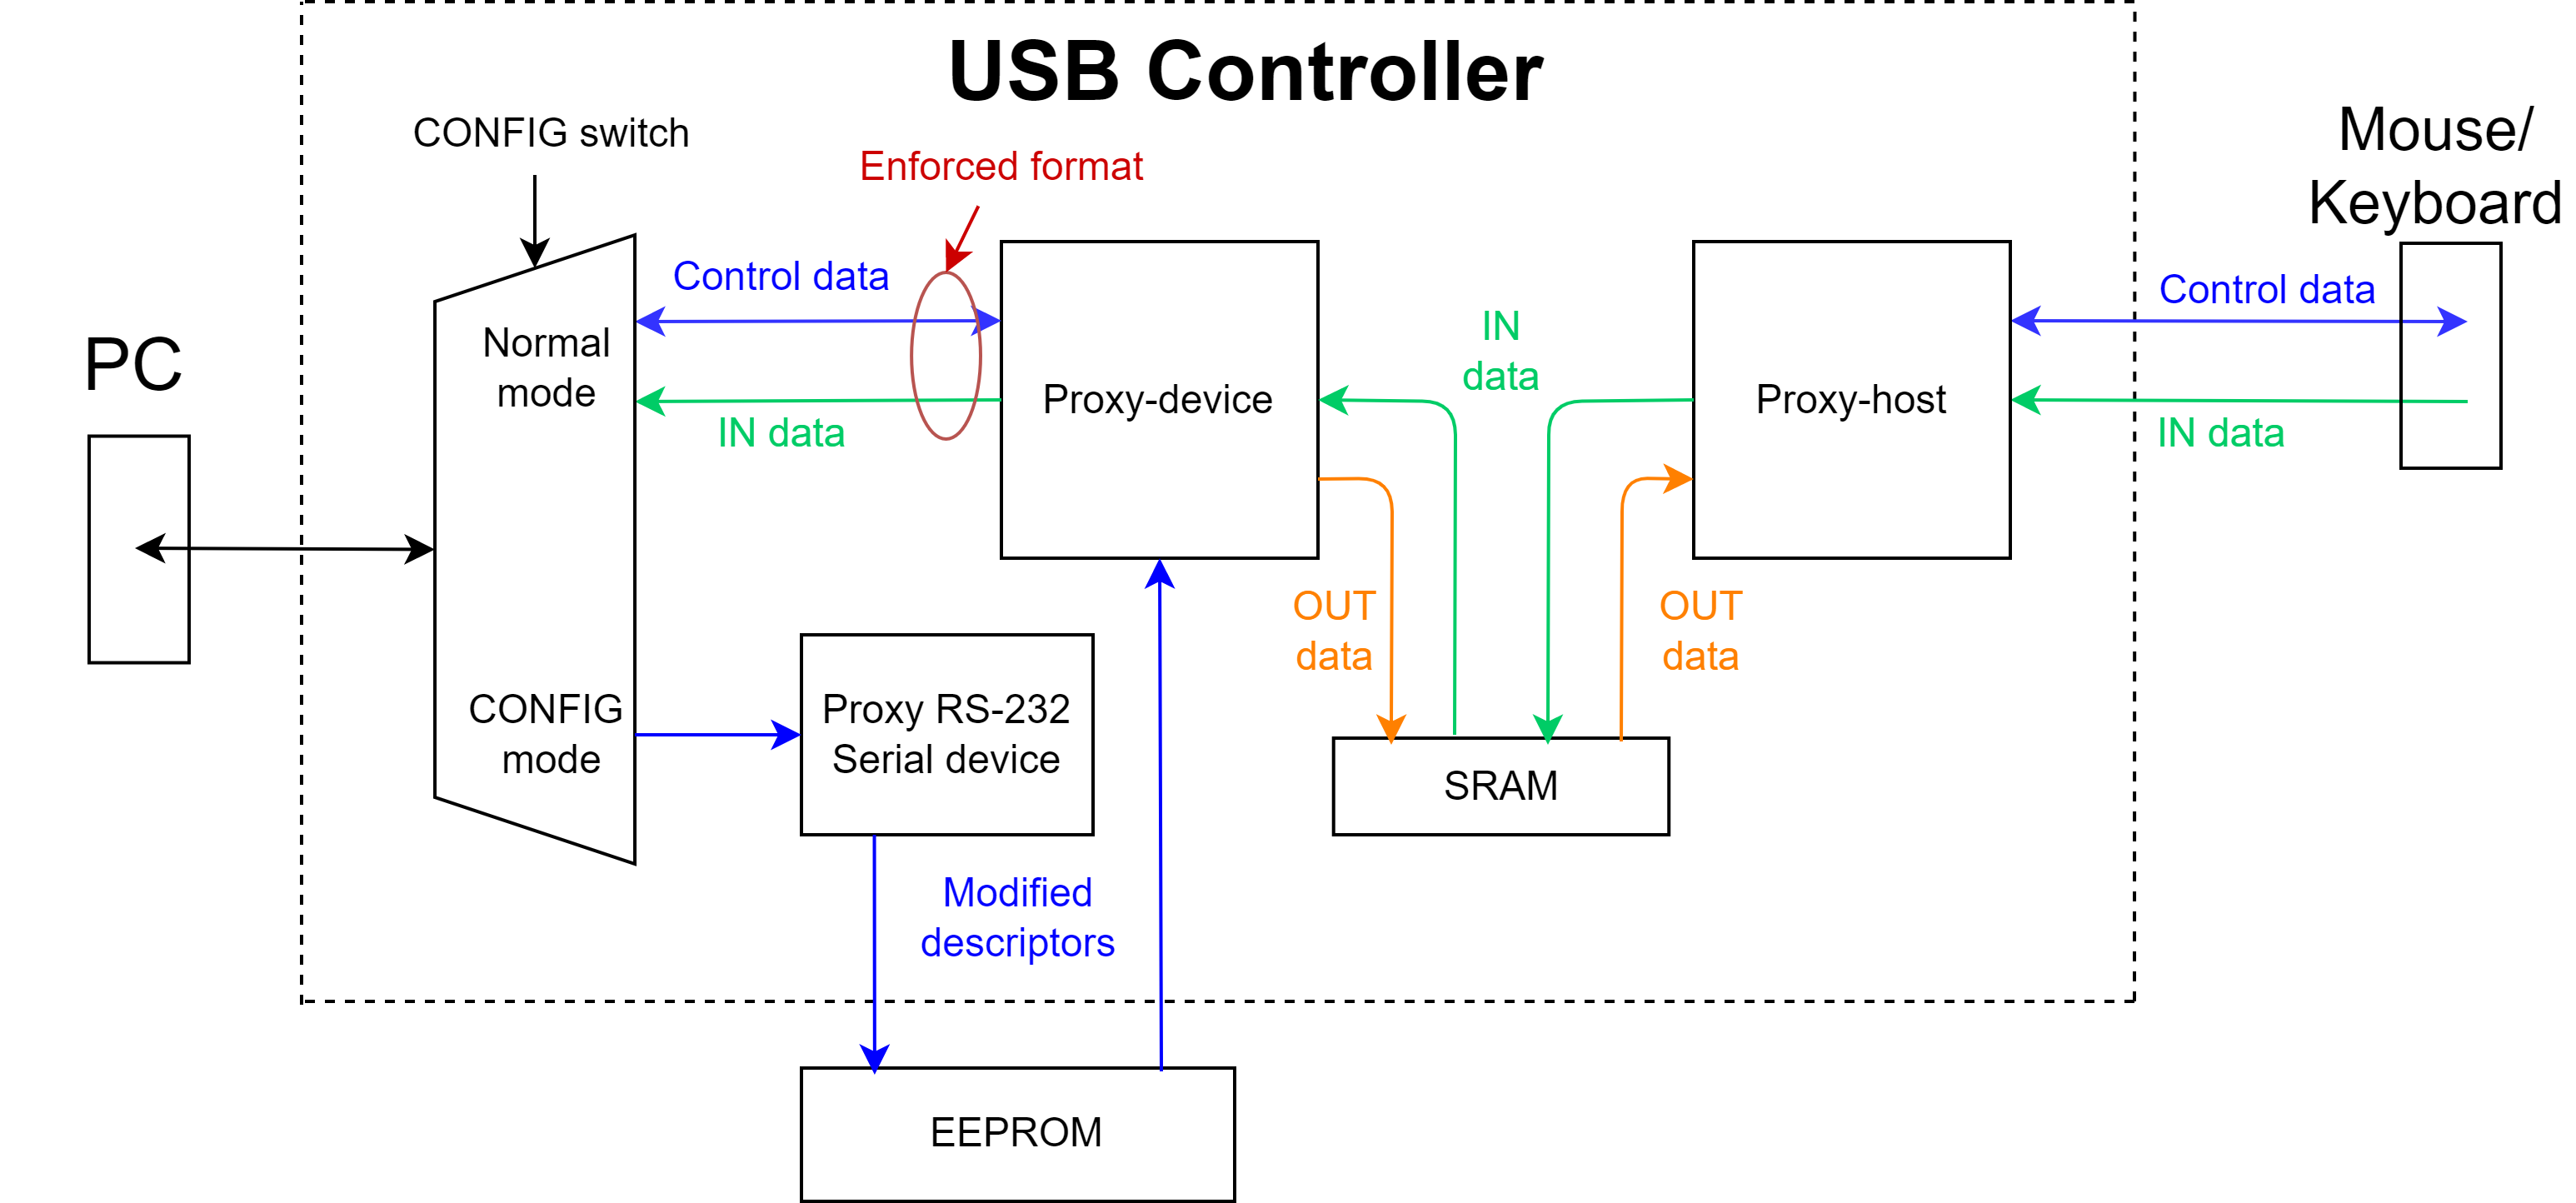 USB Controller
CONFIG switch
Enforced format
Mouse/
Keyboard
PC
Normal
mode
Control data
IN data
Proxy-device
IN
data
Proxy-host
Control data
IN data
OUT
data
OUT
data
CONFIG
mode
Proxy RS-232
Serial device
SRAM
Modified
descriptors
EEPROM